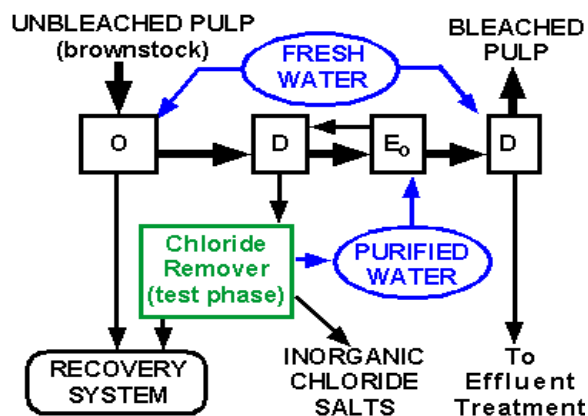 UNBLEACHED PULP
(brownstock)
FRESH
WATER
BLEACHED
PULP
O
D
Eo
D
Chloride
Remover
(test phase)
PURIFIED
WATER
RECOVERY
SYSTEM
INORGANIC
CHLORIDE
SALTS
To
Effluent
Treatment